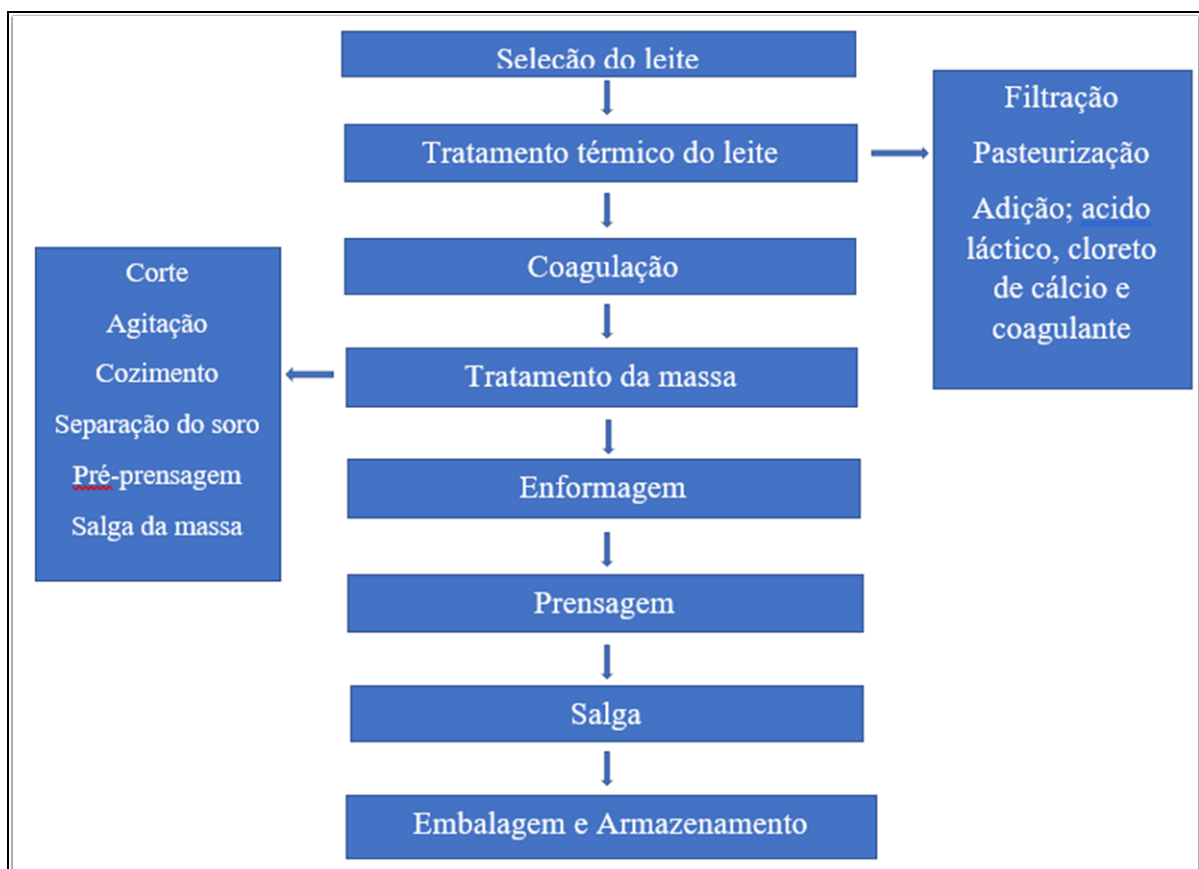 Seleção do leite
Tratamento térmico do leite
Filtração
Pasteurização
Adição; acido
láctico, cloreto
de cálcio e
coagulante
Coagulação
Tratamento da massa
Corte
Agitação
Cozimento
Separação do soro
Pré-prensagem
Salga da massa
Enformagem
Prensagem
Salga
Embalagem e Armazenamento